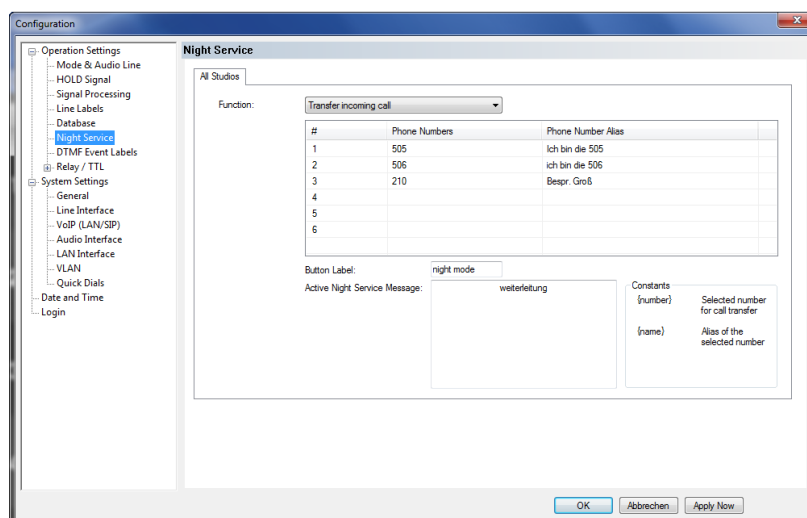 Configuration
Operation Settings
Mode & Audio Line
HOLD Signal
Signal Processing
Line Labels
Database
Night Service
DTMF Event Labels
Relay / TTL
System Settings
General
Line Interface
VoIP (LAN/SIP)
Audio Interface
LAN Interface
VLAN
Quick Dials
Date and Time
Login
Night Service
All Studios
Function: Transfer incoming call
# Phone Numbers Phone Number Alias
1 505 Ich bin die 505
2 506 ich bin die 506
3 210 Bespr. Groß
4
5
6
Button Label: night mode
Active Night Service Message: weiterleitung
Constants
{number} Selected number
for call transfer
{name} Alias of the
selected number
OK Abbrechen Apply Now